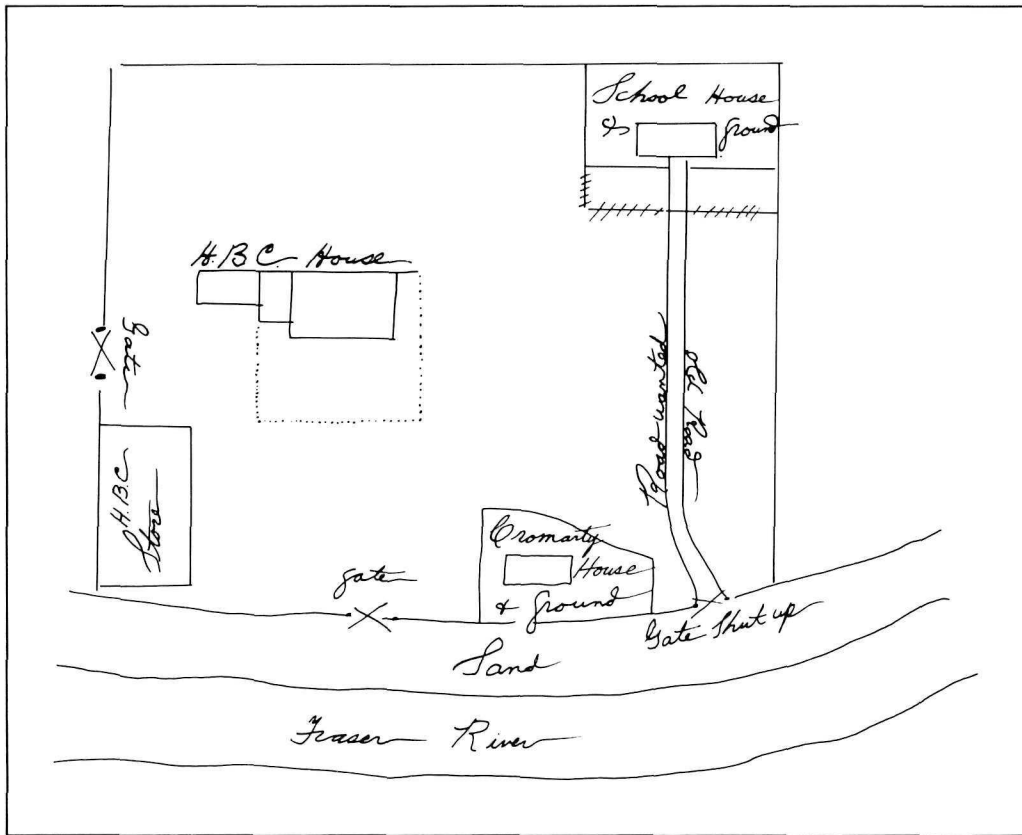 School House
& ground
H.B.C. House
Gate
Road wanted
old Road
H.B.C
Store
Cromarty
House
& Ground
gate
Gate Shut up
Sand
Fraser River